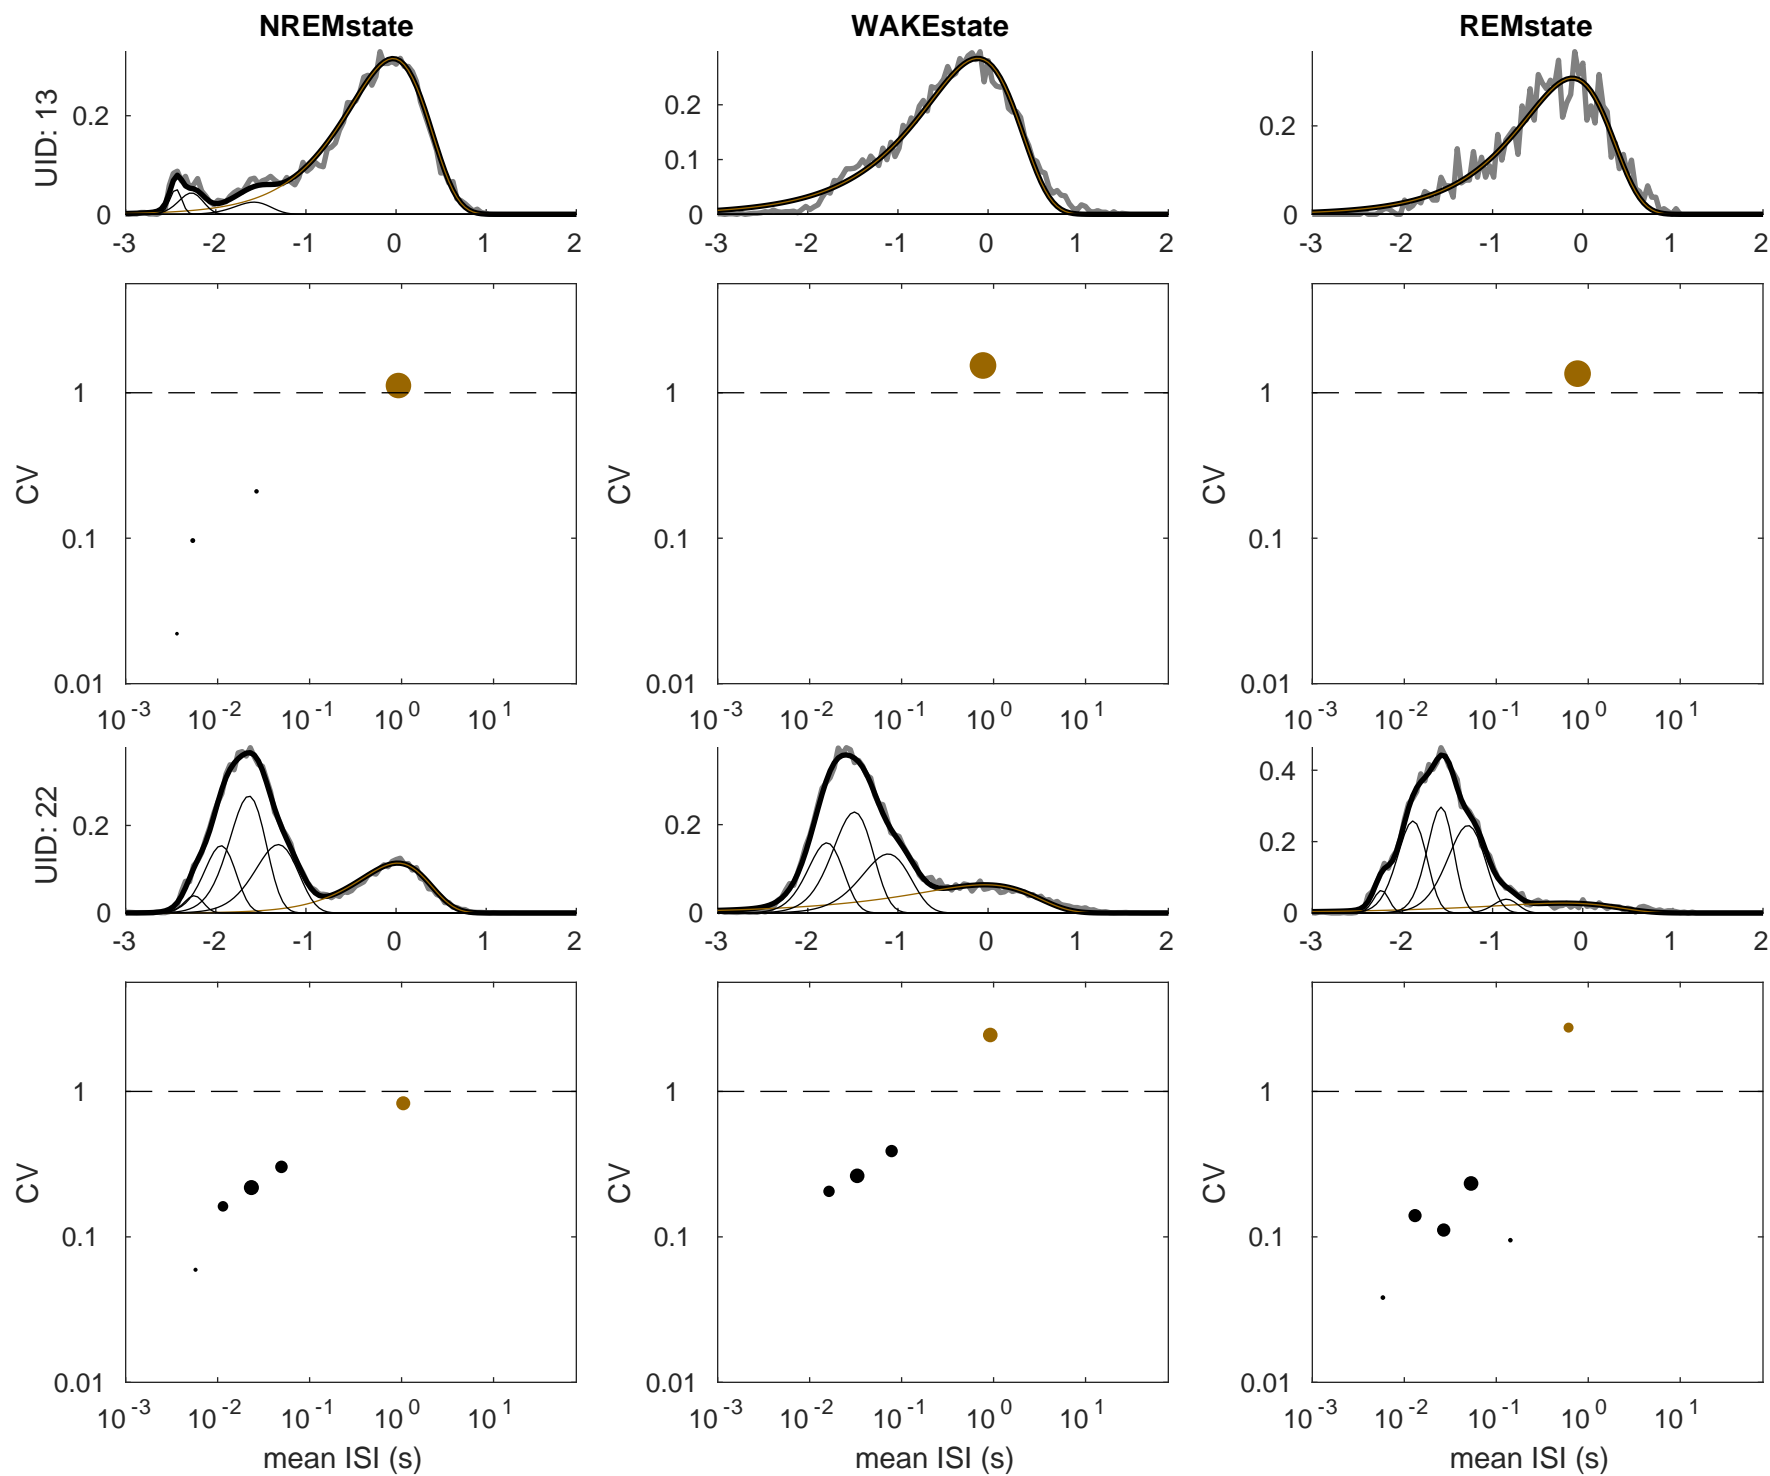 NREMstate WAKEstate REMstate
UID: 13
0.2 0
-3 -2 -1 0 1 2
0.2 0.1 0
-3 -2 -1 0 1 2
0.2 0
-3 -2 -1 0 1 2
CV
1 0.1 0.01
10^-3 10^-2 10^-1 10^0 10^1
CV
1 0.1 0.01
10^-3 10^-2 10^-1 10^0 10^1
CV
1 0.1 0.01
10^-3 10^-2 10^-1 10^0 10^1
UID: 22
0.2 0
-3 -2 -1 0 1 2
0.2 0
-3 -2 -1 0 1 2
0.4 0.2 0
-3 -2 -1 0 1 2
CV
1 0.1 0.01
10^-3 10^-2 10^-1 10^0 10^1
mean ISI (s)
CV
1 0.1 0.01
10^-3 10^-2 10^-1 10^0 10^1
mean ISI (s)
CV
1 0.1 0.01
10^-3 10^-2 10^-1 10^0 10^1
mean ISI (s)